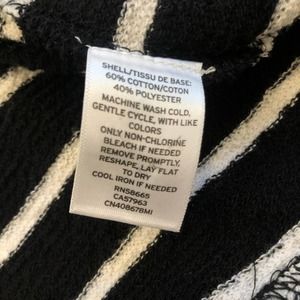 SHELL/TISSU DE BASE:
60% COTTON/COTON
40% POLYESTER
MACHINE WASH COLD,
GENTLE CYCLE, WITH LIKE
COLORS
ONLY NON-CHLORINE
BLEACH IF NEEDED
REMOVE PROMPTLY,
RESHAPE, LAY FLAT
TO DRY
COOL IRON IF NEEDED
RN58665
CA57963
CN408678MI